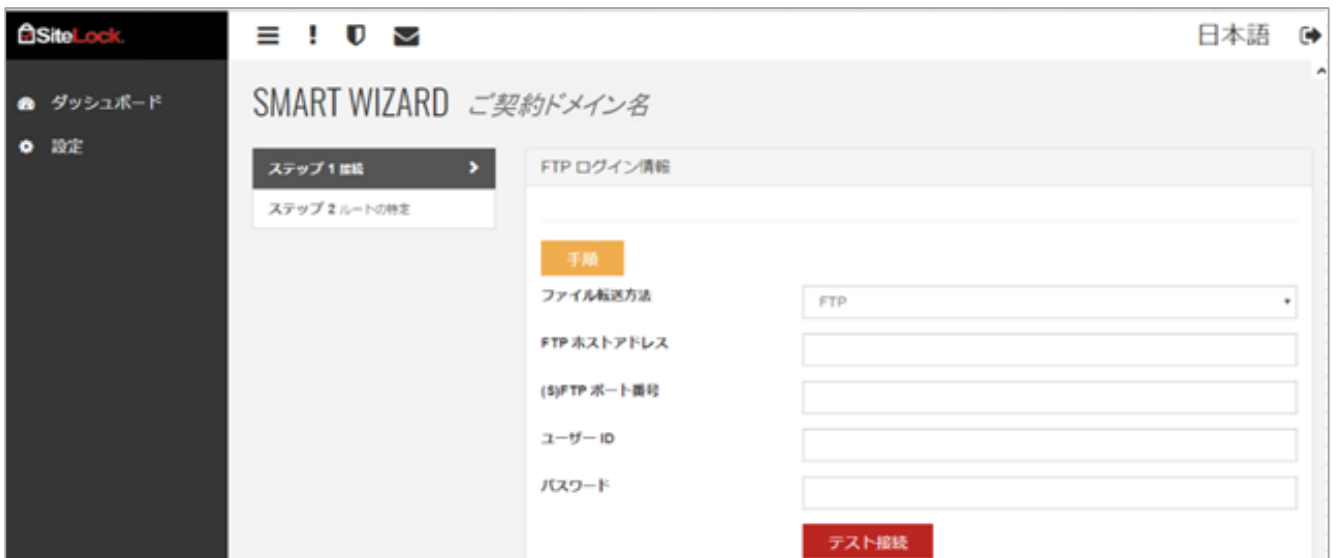 SiteLock.
日本語
ダッシュボード
設定
SMART WIZARD ご契約ドメイン名
ステップ 1 接続
ステップ 2 ルートの特定
FTP ログイン情報
手順
ファイル転送方法
FTP
FTP ホストアドレス
(S)FTP ポート番号
ユーザー ID
パスワード
テスト接続